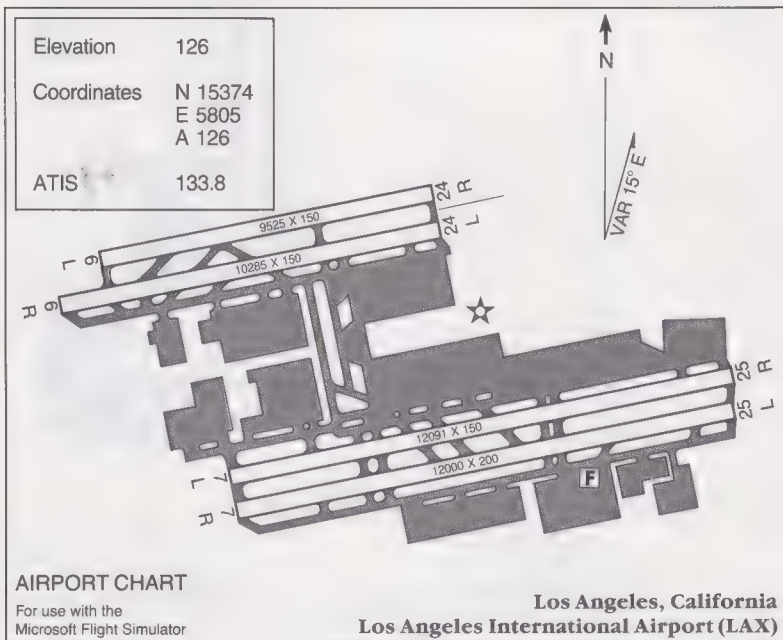 Elevation 126
Coordinates N 15374
E 5805
A 126
ATIS 133.8
N
VAR 15° E
24 R
24 L
9525 X 150
10285 X 150
6 L
6 R
25 R
25 L
12091 X 150
12000 X 200
7 L
7 R
F
AIRPORT CHART
For use with the
Microsoft Flight Simulator
Los Angeles, California
Los Angeles International Airport (LAX)